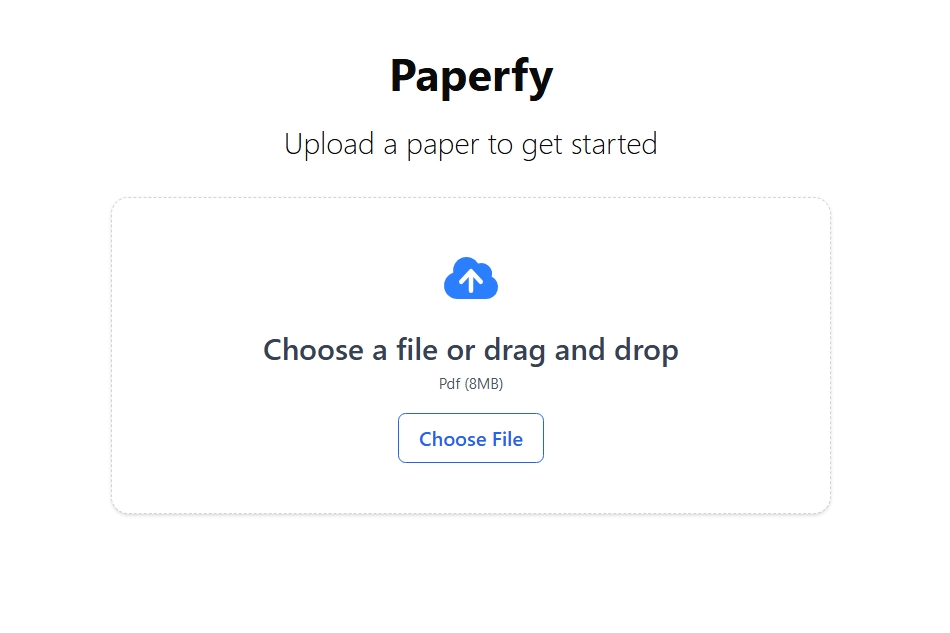 Paperfy
Upload a paper to get started
Choose a file or drag and drop
Pdf (8MB)
Choose File